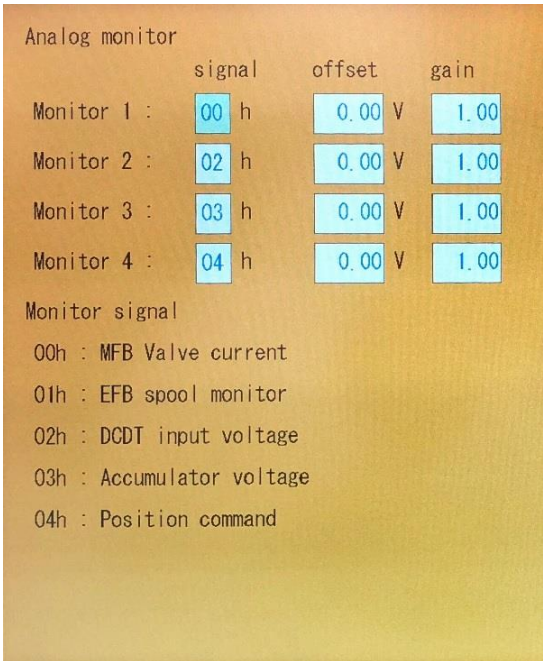 Analog monitor
signal offset gain
Monitor 1 : 00 h 0.00 V 1.00
Monitor 2 : 02 h 0.00 V 1.00
Monitor 3 : 03 h 0.00 V 1.00
Monitor 4 : 04 h 0.00 V 1.00
Monitor signal
00h : MFB Valve current
01h : EFB spool monitor
02h : DCDT input voltage
03h : Accumulator voltage
04h : Position command